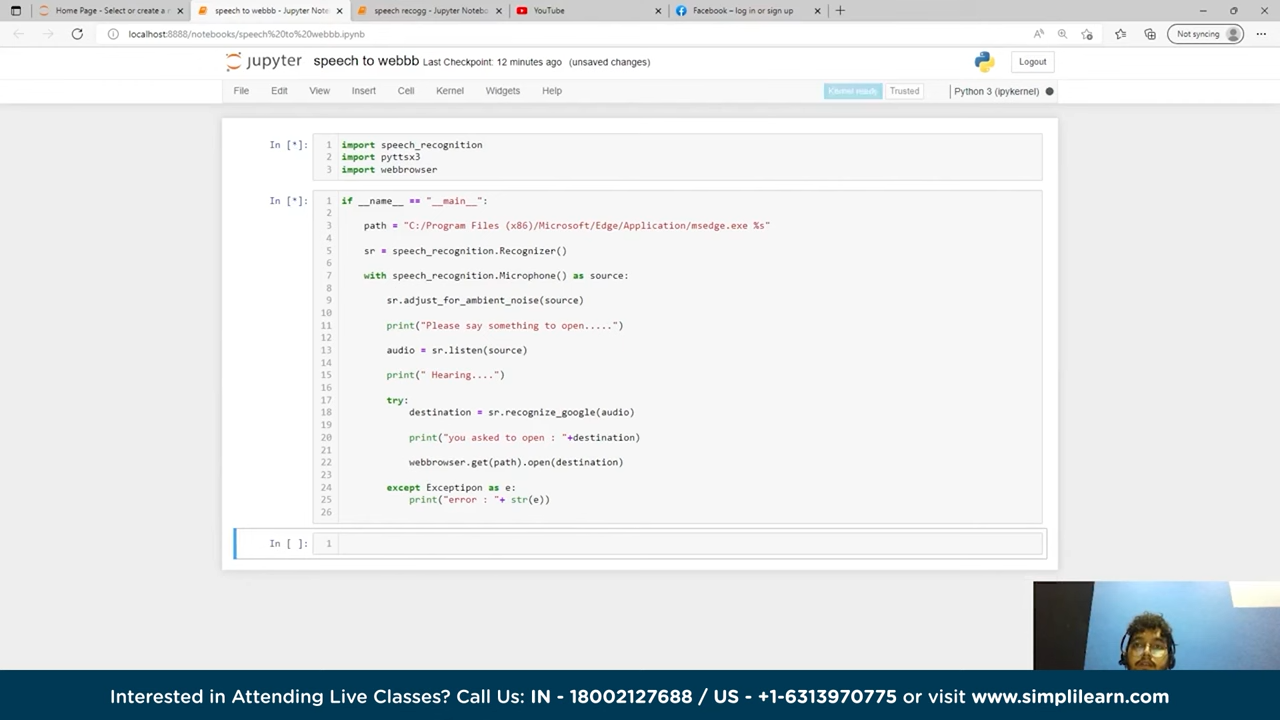 Home Page - Select or create a n
speech to webbb - Jupyter Note
speech recogg - Jupyter Notebo
YouTube
Facebook – log in or sign up
localhost:8888/notebooks/speech%20to%20webbb.ipynb
Not syncing
jupyter speech to webbb Last Checkpoint: 12 minutes ago (unsaved changes)
Logout
File Edit View Insert Cell Kernel Widgets Help
Kernel ready Trusted Python 3 (ipykernel)
In [*]:
1 import speech_recognition
2 import pyttsx3
3 import webbrowser
In [*]:
1 if __name__ == "__main__":
2
3 path = "C:/Program Files (x86)/Microsoft/Edge/Application/msedge.exe %s"
4
5 sr = speech_recognition.Recognizer()
6
7 with speech_recognition.Microphone() as source:
8
9 sr.adjust_for_ambient_noise(source)
10
11 print("Please say something to open.....")
12
13 audio = sr.listen(source)
14
15 print(" Hearing....")
16
17 try:
18 destination = sr.recognize_google(audio)
19
20 print("you asked to open : "+destination)
21
22 webbrowser.get(path).open(destination)
23
24 except Exceptipon as e:
25 print("error : "+ str(e))
26
In [ ]: 1
Interested in Attending Live Classes? Call Us: IN - 18002127688 / US - +1-6313970775 or visit www.simplilearn.com